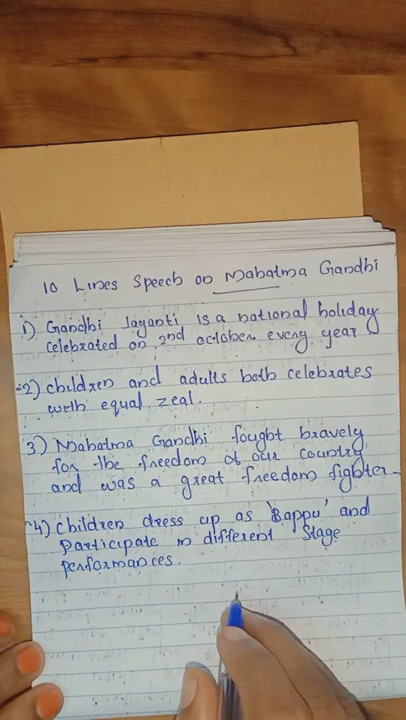 10 Lines Speech on Mahatma Gandhi
1) Gandhi Jayanti is a national holiday
celebrated on 2nd october every year
2) children and adults both celebrates
with equal zeal.
3) Mahatma Gandhi fought bravely
for the freedom of our country
and was a great freedom fighter.
4) children dress up as 'Bappu' and
participate in different stage
performances.